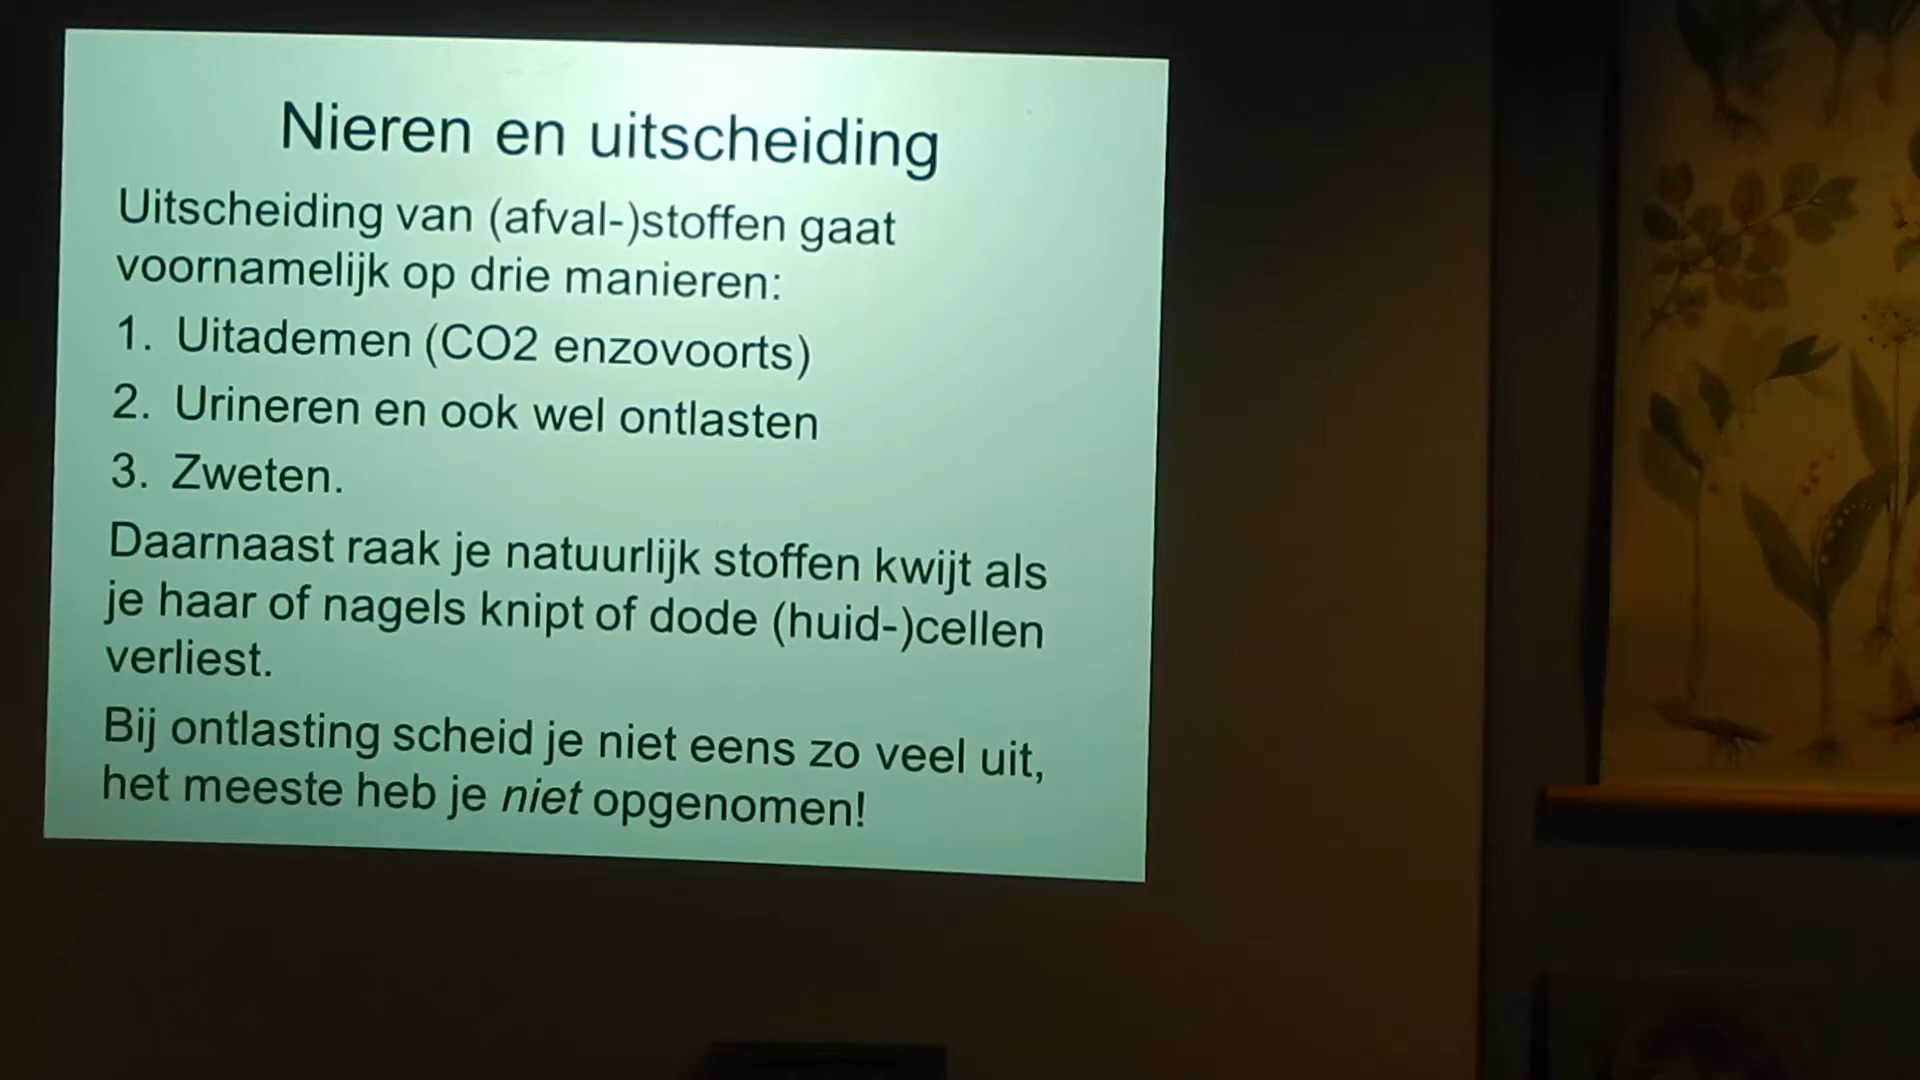 Nieren en uitscheiding
Uitscheiding van (afval-)stoffen gaat
voornamelijk op drie manieren:
1. Uitademen (CO2 enzovoorts)
2. Urineren en ook wel ontlasten
3. Zweten.
Daarnaast raak je natuurlijk stoffen kwijt als
je haar of nagels knipt of dode (huid-)cellen
verliest.
Bij ontlasting scheid je niet eens zo veel uit,
het meeste heb je niet opgenomen!